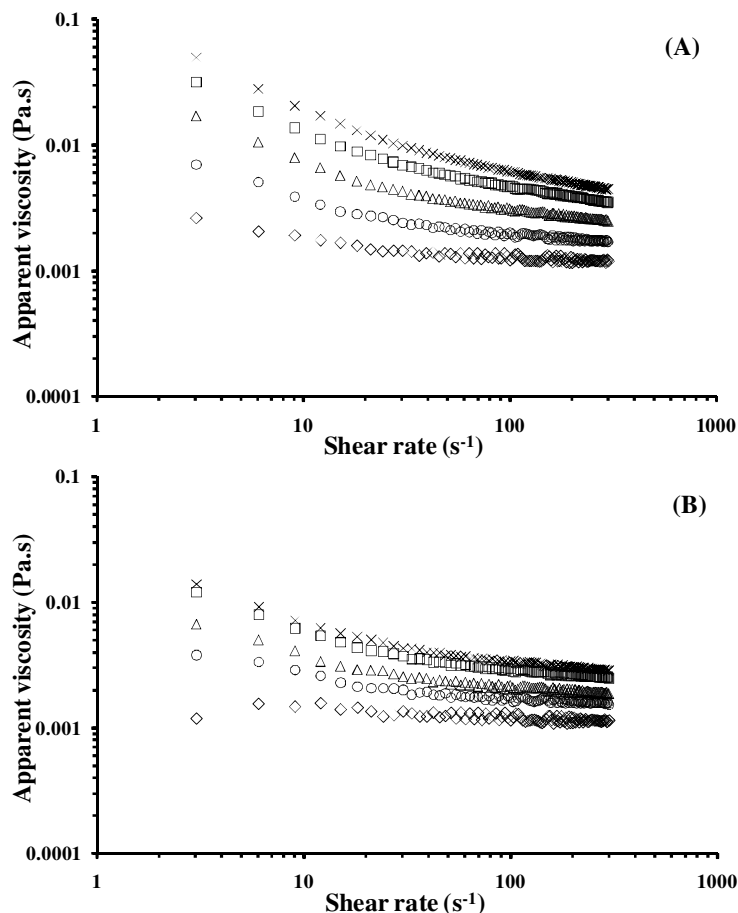 0.1
(A)
0.01
0.001
0.0001
Apparent viscosity (Pa.s)
1
10
100
1000
Shear rate (s-1)
0.1
(B)
0.01
0.001
0.0001
Apparent viscosity (Pa.s)
1
10
100
1000
Shear rate (s-1)